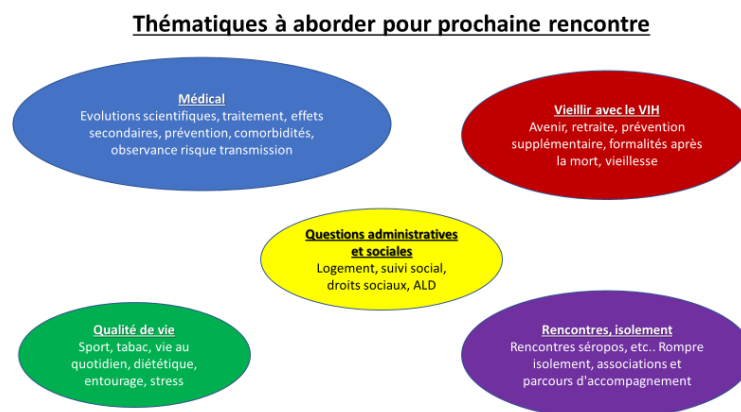 Thématiques à aborder pour prochaine rencontre
Médical
Evolutions scientifiques, traitement, effets
secondaires, prévention, comorbidités,
observance risque transmission
Vieillir avec le VIH
Avenir, retraite, prévention
supplémentaire, formalités après
la mort, vieillesse
Questions administratives
et sociales
Logement, suivi social,
droits sociaux, ALD
Qualité de vie
Sport, tabac, vie au
quotidien, diététique,
entourage, stress
Rencontres, isolement
Rencontres séropos, etc.. Rompre
isolement, associations et
parcours d'accompagnement